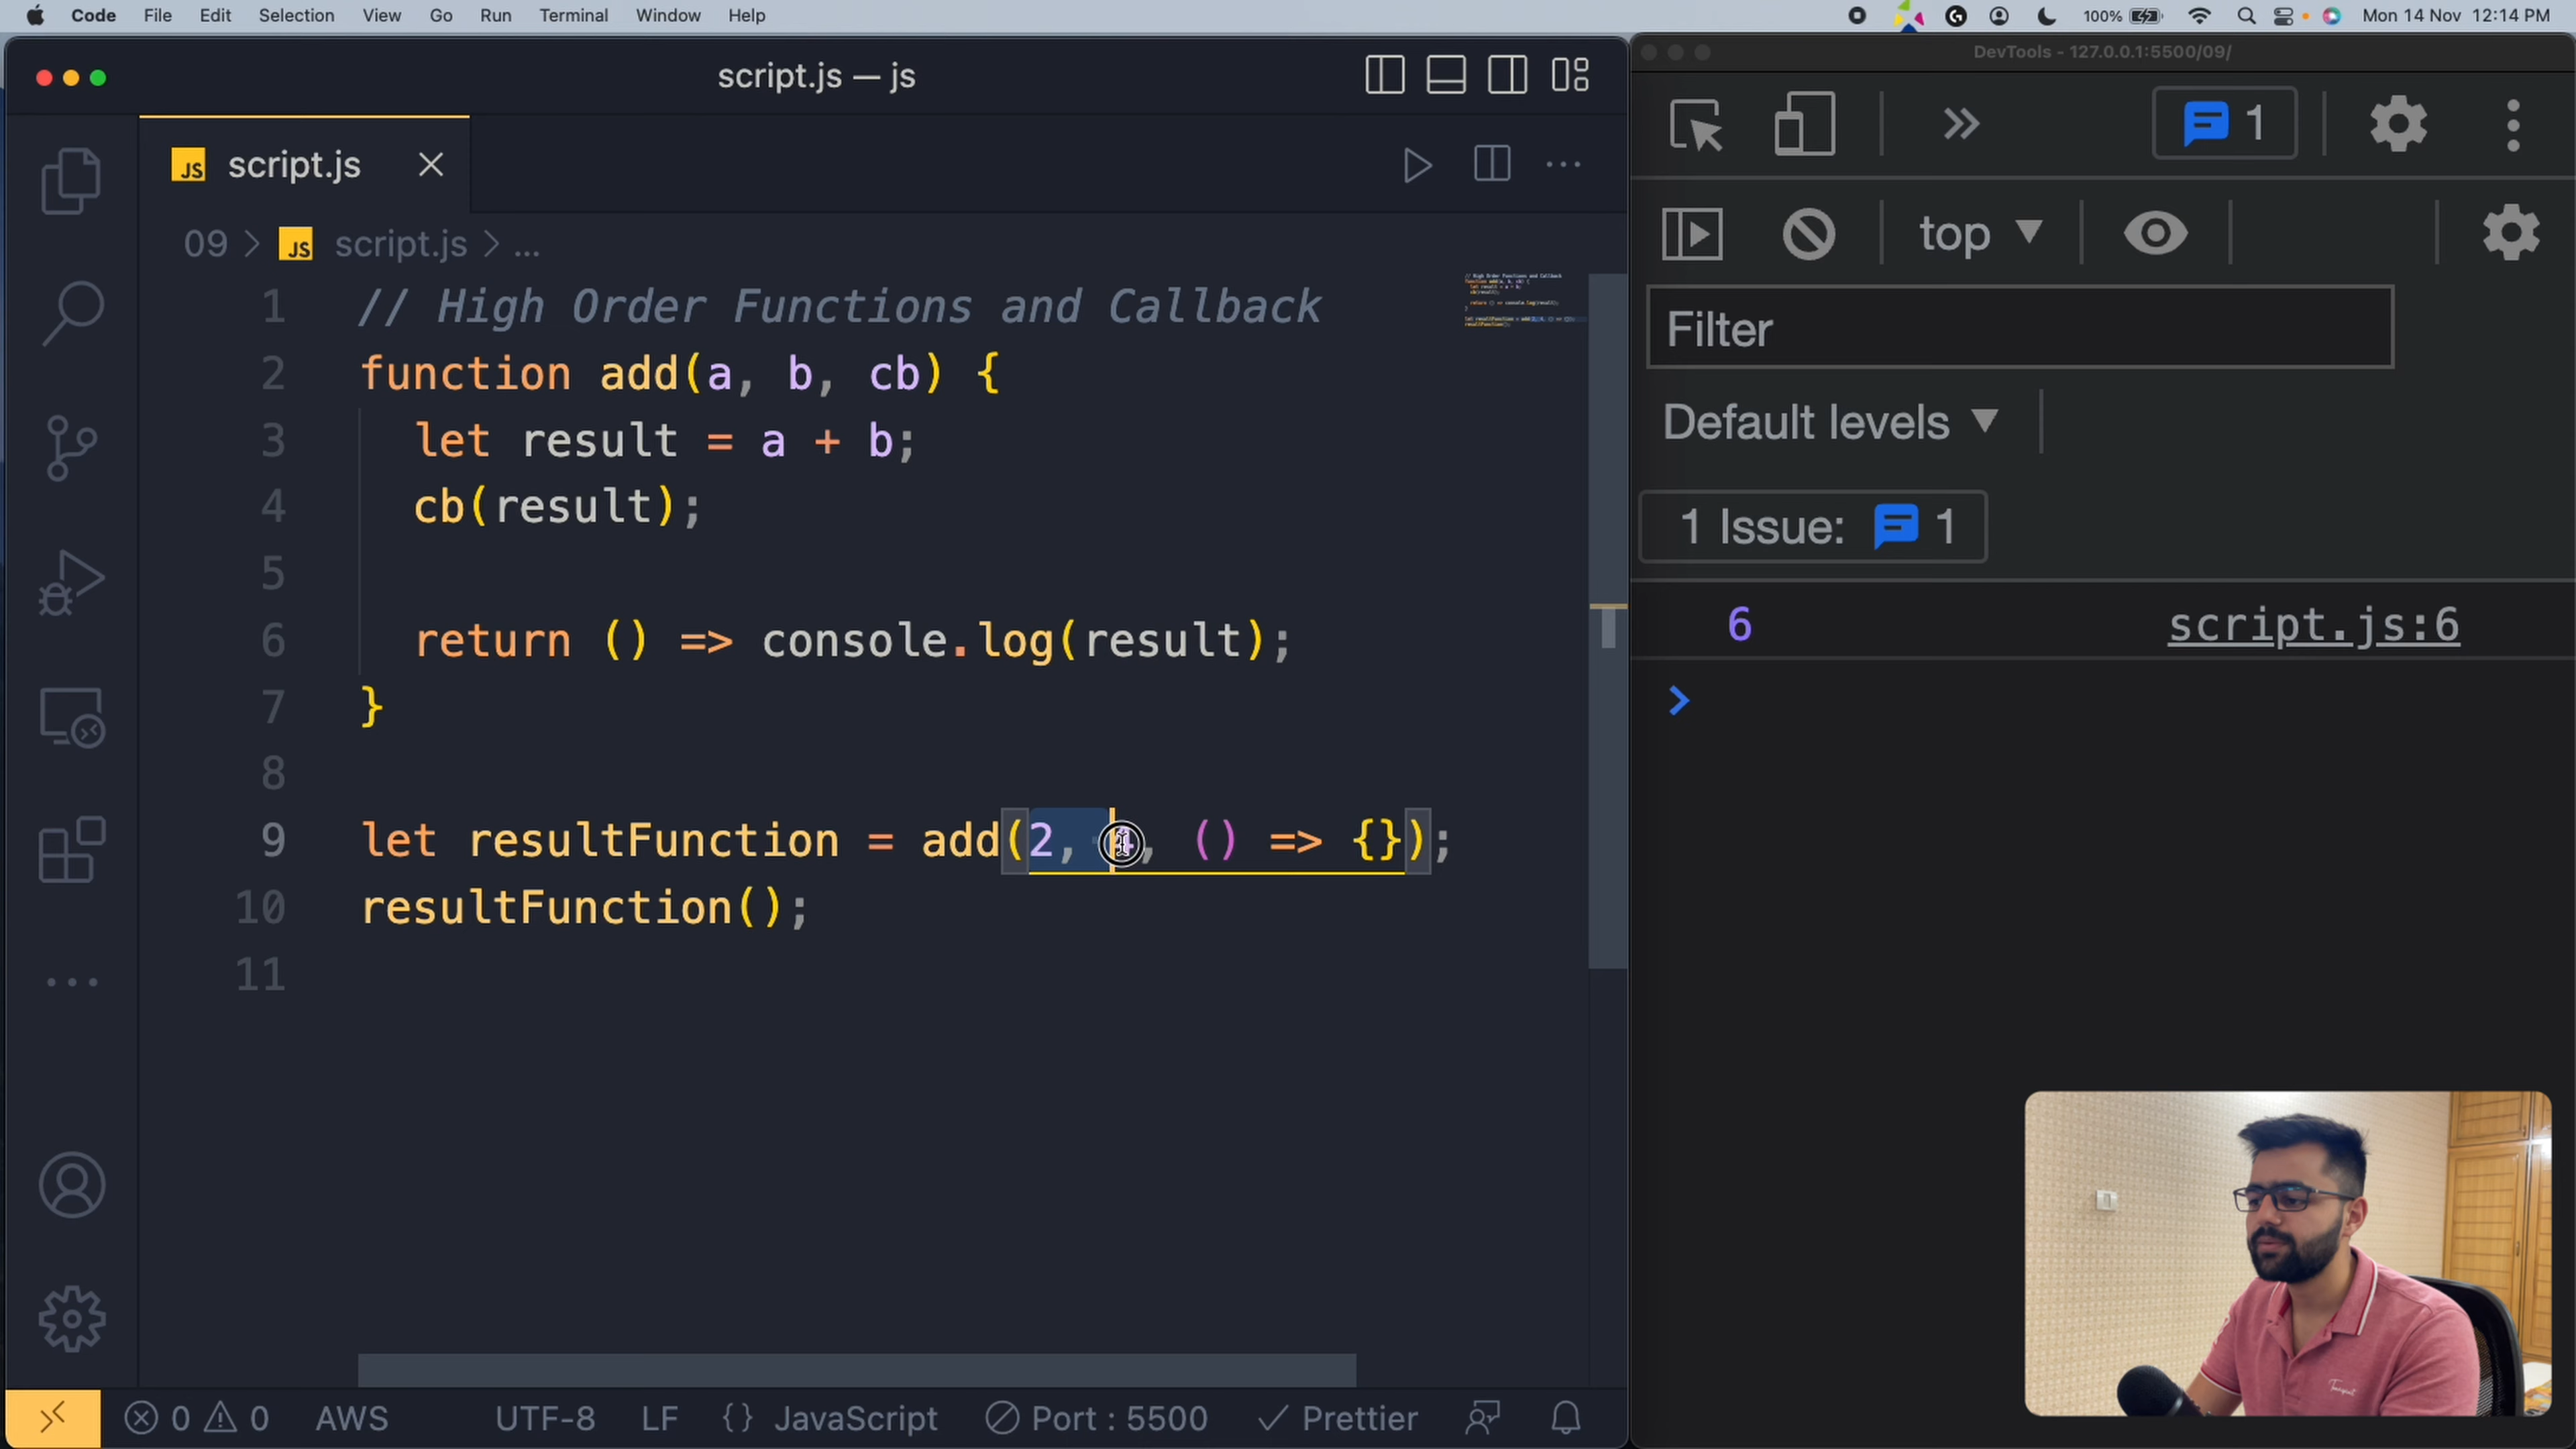 Code File Edit Selection View Go Run Terminal Window Help 100% Mon 14 Nov 12:14 PM
script.js — js
JS script.js
09 > JS script.js > ...
1 // High Order Functions and Callback
2 function add(a, b, cb) {
3 let result = a + b;
4 cb(result);
5
6 return () => console.log(result);
7 }
8
9 let resultFunction = add(2, 4, () => {});
10 resultFunction();
11
0 0 AWS UTF-8 LF {} JavaScript Port : 5500 Prettier
DevTools - 127.0.0.1:5500/09/
1
top
Filter
Default levels
1 Issue: 1
6 script.js:6